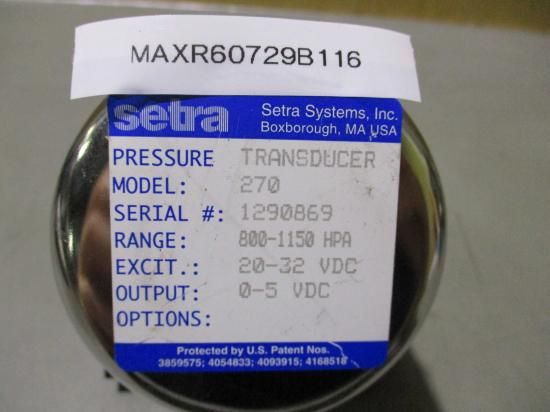 MAXR60729B116
setra
Setra Systems, Inc.
Boxborough, MA USA
PRESSURE TRANSDUCER
MODEL: 270
SERIAL #: 1290869
RANGE: 800-1150 HPA
EXCIT.: 20-32 VDC
OUTPUT: 0-5 VDC
OPTIONS:
Protected by U.S. Patent Nos.
3859575; 4054833; 4093915; 4168518